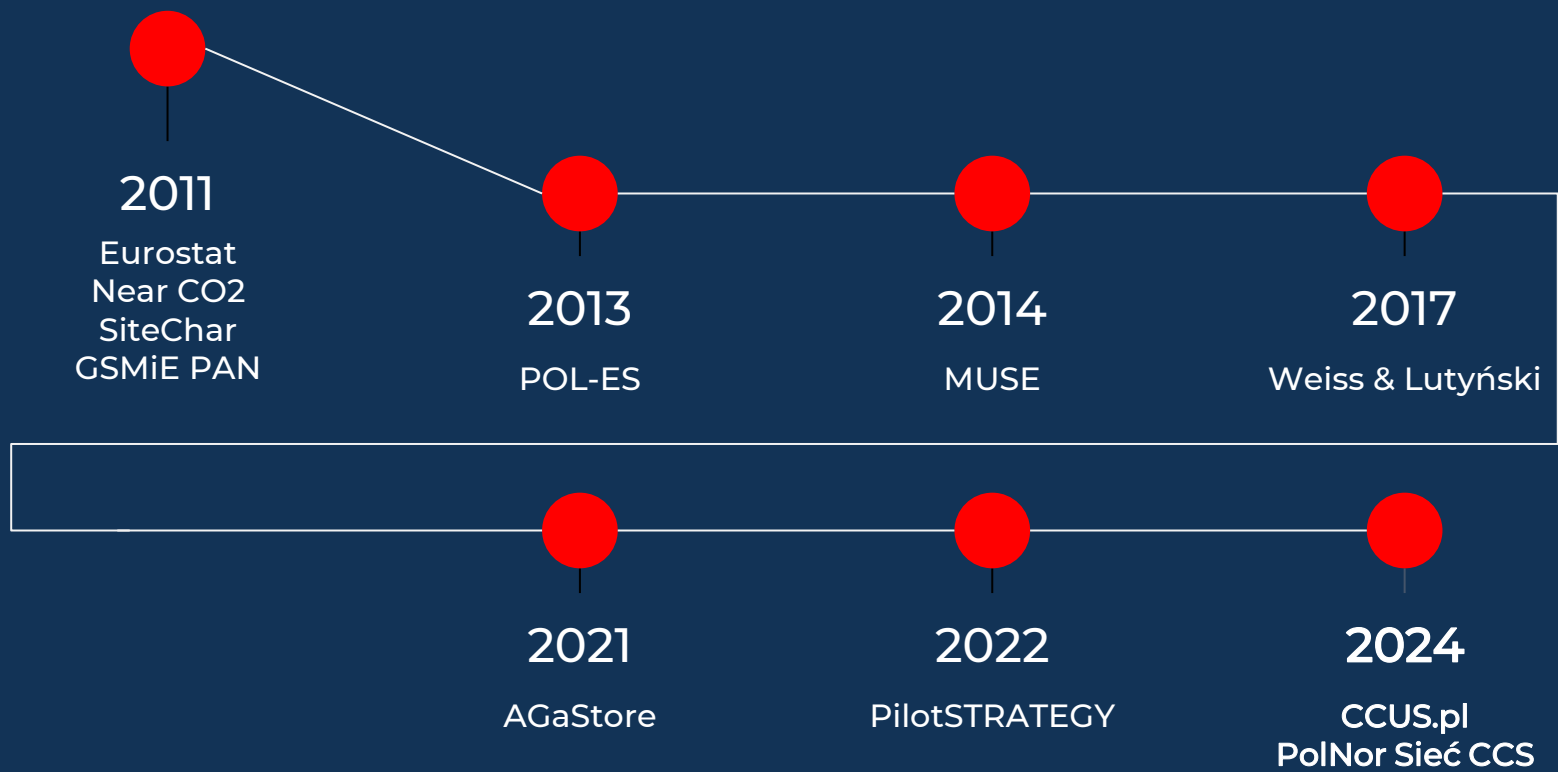 2011
Eurostat
Near CO2
SiteChar
GSMiE PAN
2013
POL-ES
2014
MUSE
2017
Weiss & Lutyński
2021
AGaStore
2022
PilotSTRATEGY
2024
CCUS.pl
PolNor Sieć CCS